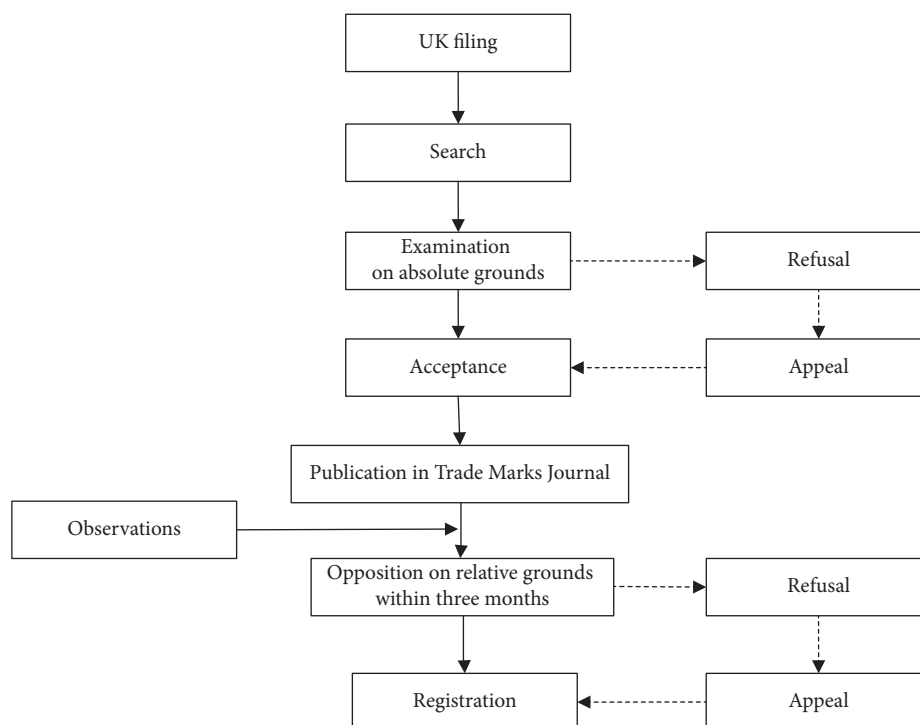 UK filing
Search
Examination
on absolute grounds
Refusal
Acceptance
Appeal
Publication in Trade Marks Journal
Observations
Opposition on relative grounds
within three months
Refusal
Registration
Appeal